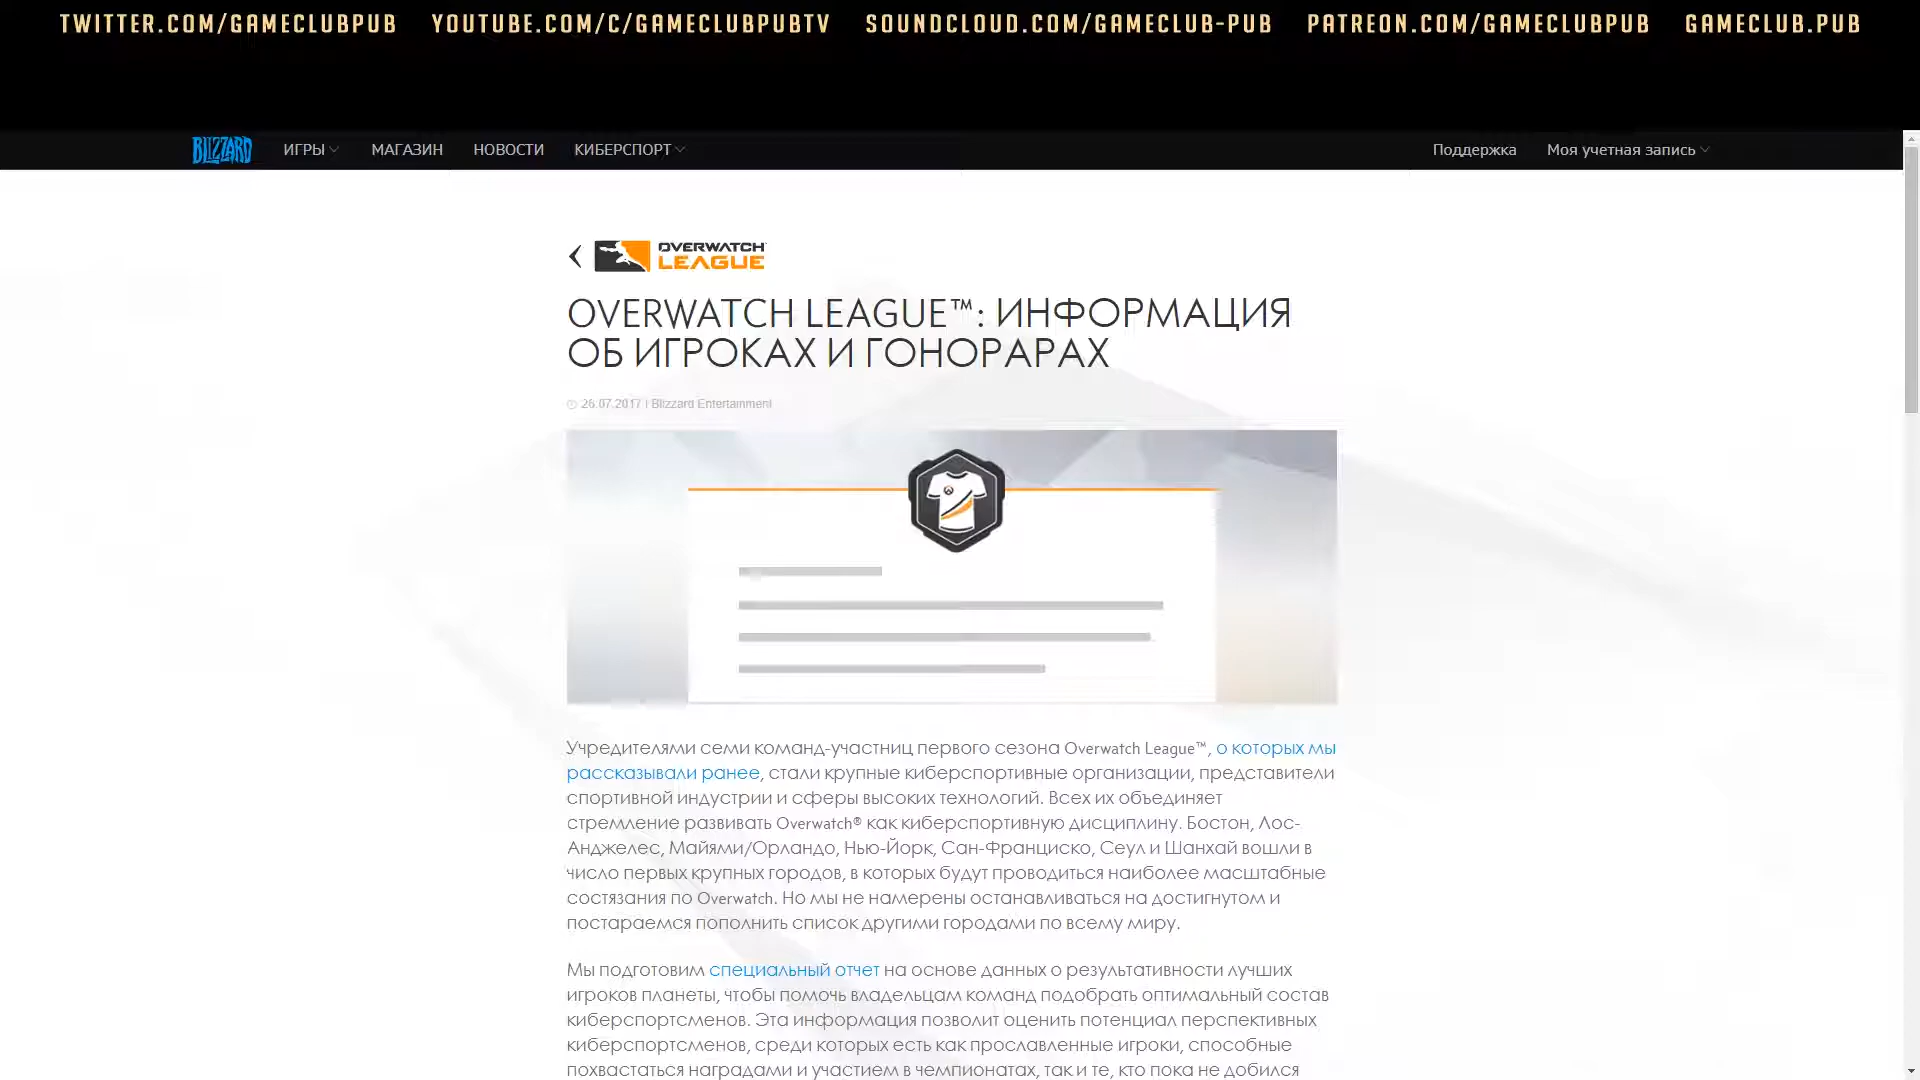 TWITTER.COM/GAMECLUBPUB YOUTUBE.COM/C/GAMECLUBPUBTV SOUNDCLOUD.COM/GAMECLUB-PUB PATREON.COM/GAMECLUBPUB GAMECLUB.PUB
BLIZZARD ИГРЫ МАГАЗИН НОВОСТИ КИБЕРСПОРТ Поддержка Моя учетная запись
OVERWATCH
LEAGUE
OVERWATCH LEAGUE™: ИНФОРМАЦИЯ
ОБ ИГРОКАХ И ГОНОРАРАХ
26.07.2017 | Blizzard Entertainment
Учредителями семи команд-участниц первого сезона Overwatch League™, о которых мы
рассказывали ранее, стали крупные киберспортивные организации, представители
спортивной индустрии и сферы высоких технологий. Всех их объединяет
стремление развивать Overwatch® как киберспортивную дисциплину. Бостон, Лос-
Анджелес, Майями/Орландо, Нью-Йорк, Сан-Франциско, Сеул и Шанхай вошли в
число первых крупных городов, в которых будут проводиться наиболее масштабные
состязания по Overwatch. Но мы не намерены останавливаться на достигнутом и
постараемся пополнить список другими городами по всему миру.
Мы подготовим специальный отчет на основе данных о результативности лучших
игроков планеты, чтобы помочь владельцам команд подобрать оптимальный состав
киберспортсменов. Эта информация позволит оценить потенциал перспективных
киберспортсменов, среди которых есть как прославленные игроки, способные
похвастаться наградами и участием в чемпионатах, так и те, кто пока не добился